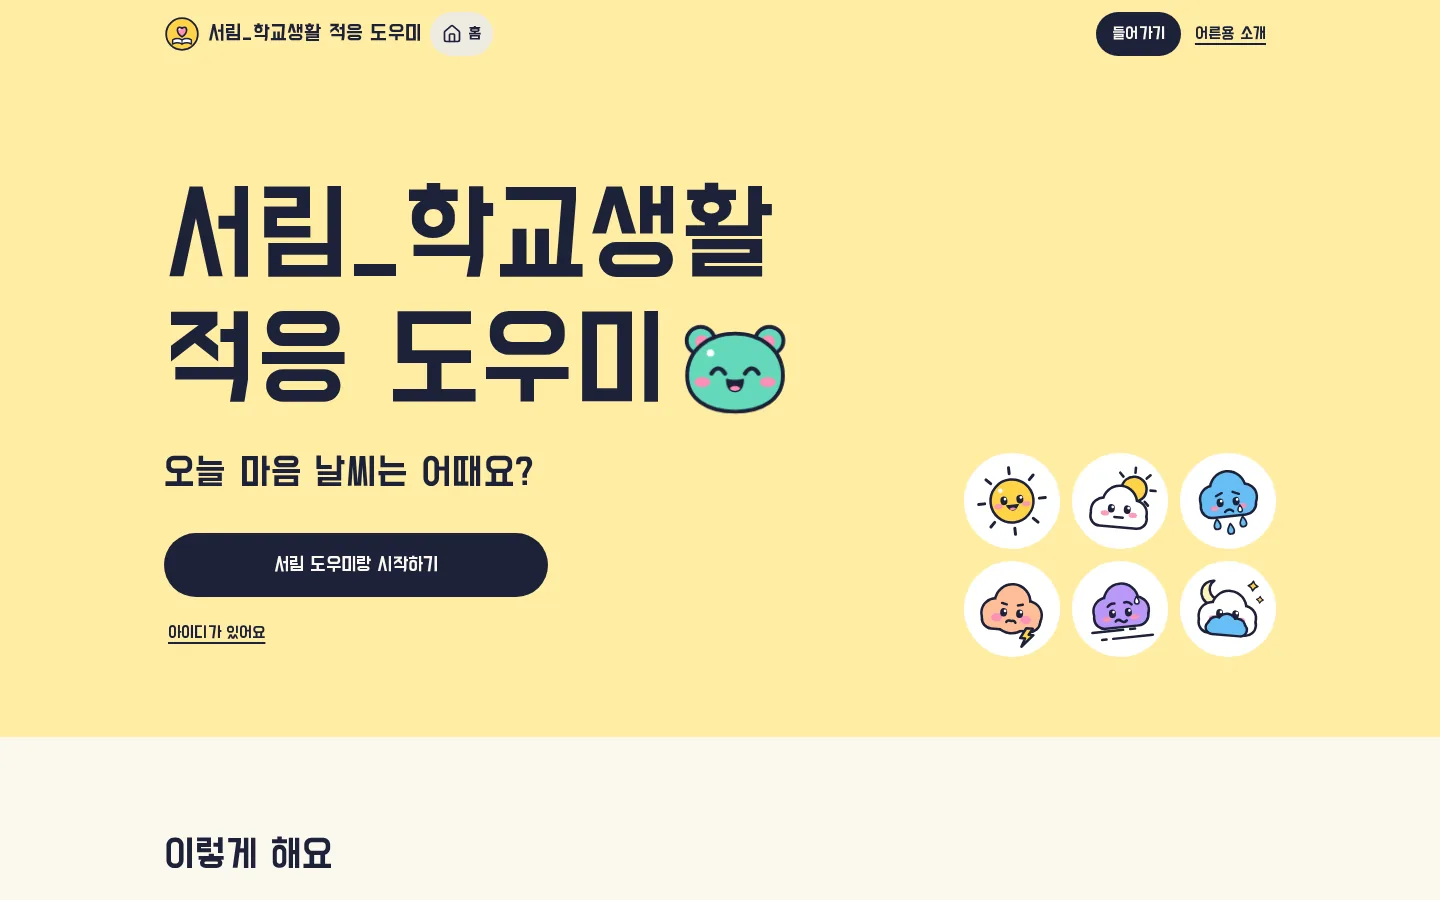 서림_학교생활 적응 도우미
홈
들어가기
어른용 소개
서림_학교생활
적응 도우미
오늘 마음 날씨는 어때요?
서림 도우미랑 시작하기
아이디가 있어요
이렇게 해요